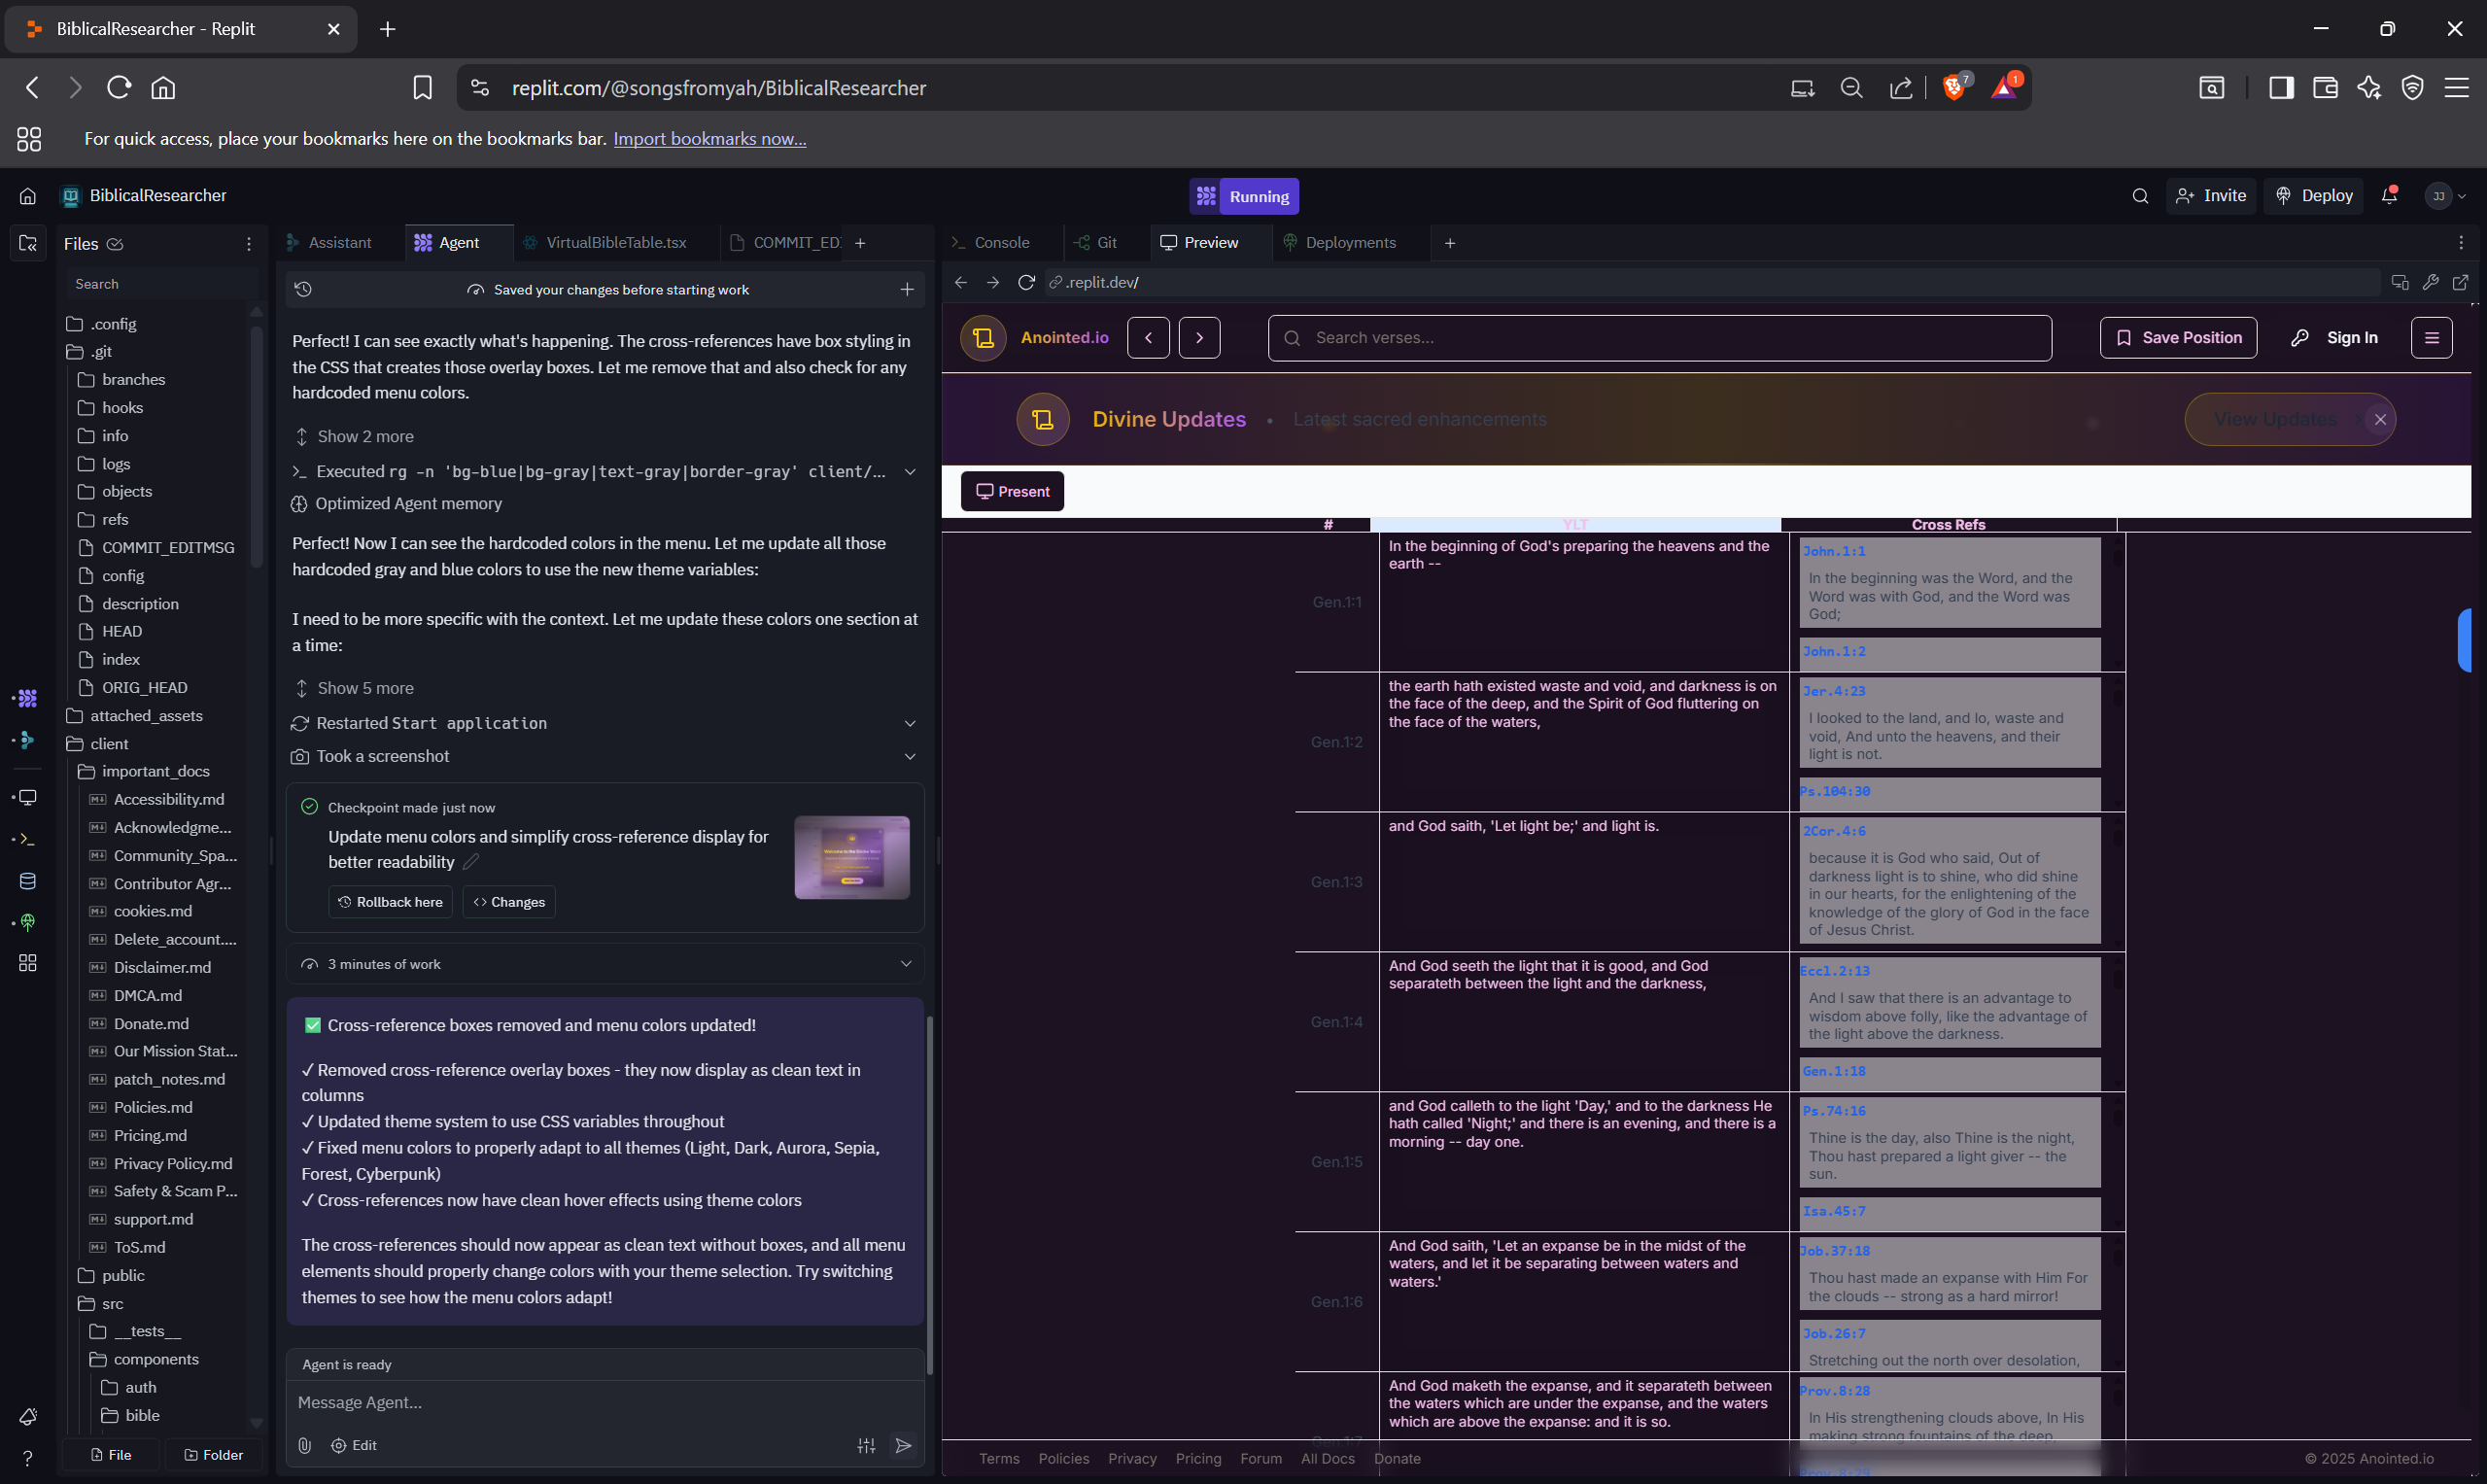 BiblicalResearcher - Replit
replit.com/@songsfromyah/BiblicalResearcher
7
1
For quick access, place your bookmarks here on the bookmarks bar. Import bookmarks now...
BiblicalResearcher
Running
Invite
Deploy
JJ
Files
Search
.config
.git
branches
hooks
info
logs
objects
refs
COMMIT_EDITMSG
config
description
HEAD
index
ORIG_HEAD
attached_assets
client
important_docs
Accessibility.md
Acknowledgme...
Community_Spa...
Contributor Agr...
cookies.md
Delete_account....
Disclaimer.md
DMCA.md
Donate.md
Our Mission Stat...
patch_notes.md
Policies.md
Pricing.md
Privacy Policy.md
Safety & Scam P...
support.md
ToS.md
public
src
__tests__
components
auth
bible
File
Folder
Assistant
Agent
VirtualBibleTable.tsx
COMMIT_EDI
Saved your changes before starting work
Perfect! I can see exactly what's happening. The cross-references have box styling in
the CSS that creates those overlay boxes. Let me remove that and also check for any
hardcoded menu colors.
Show 2 more
Executed rg -n 'bg-blue|bg-gray|text-gray|border-gray' client/...
Optimized Agent memory
Perfect! Now I can see the hardcoded colors in the menu. Let me update all those
hardcoded gray and blue colors to use the new theme variables:
I need to be more specific with the context. Let me update these colors one section at
a time:
Show 5 more
Restarted Start application
Took a screenshot
Checkpoint made just now
Update menu colors and simplify cross-reference display for
better readability
Rollback here
Changes
3 minutes of work
✅ Cross-reference boxes removed and menu colors updated!
✓ Removed cross-reference overlay boxes - they now display as clean text in
columns
✓ Updated theme system to use CSS variables throughout
✓ Fixed menu colors to properly adapt to all themes (Light, Dark, Aurora, Sepia,
Forest, Cyberpunk)
✓ Cross-references now have clean hover effects using theme colors
The cross-references should now appear as clean text without boxes, and all menu
elements should properly change colors with your theme selection. Try switching
themes to see how the menu colors adapt!
Agent is ready
Message Agent...
Edit
Console
Git
Preview
Deployments
.replit.dev/
Anointed.io
Search verses...
Save Position
Sign In
Divine Updates • Latest sacred enhancements
View Updates
Present
# YLT Cross Refs
Gen.1:1
In the beginning of God's preparing the heavens and the
earth --
John.1:1
In the beginning was the Word, and the
Word was with God, and the Word was
God;
John.1:2
Gen.1:2
the earth hath existed waste and void, and darkness is on
the face of the deep, and the Spirit of God fluttering on
the face of the waters,
Jer.4:23
I looked to the land, and lo, waste and
void, And unto the heavens, and their
light is not.
Ps.104:30
Gen.1:3
and God saith, 'Let light be;' and light is.
2Cor.4:6
because it is God who said, Out of
darkness light is to shine, who did shine
in our hearts, for the enlightening of the
knowledge of the glory of God in the face
of Jesus Christ.
Gen.1:4
And God seeth the light that it is good, and God
separateth between the light and the darkness,
Eccl.2:13
And I saw that there is an advantage to
wisdom above folly, like the advantage of
the light above the darkness.
Gen.1:18
Gen.1:5
and God calleth to the light 'Day,' and to the darkness He
hath called 'Night;' and there is an evening, and there is a
morning -- day one.
Ps.74:16
Thine is the day, also Thine is the night,
Thou hast prepared a light giver -- the
sun.
Isa.45:7
Gen.1:6
And God saith, 'Let an expanse be in the midst of the
waters, and let it be separating between waters and
waters.'
Job.37:18
Thou hast made an expanse with Him For
the clouds -- strong as a hard mirror!
Job.26:7
Stretching out the north over desolation,
Gen.1:7
And God maketh the expanse, and it separateth between
the waters which are under the expanse, and the waters
which are above the expanse: and it is so.
Prov.8:28
In His strengthening clouds above, In His
making strong fountains of the deep,
Prov.8:29
Terms
Policies
Privacy
Pricing
Forum
All Docs
Donate
© 2025 Anointed.io